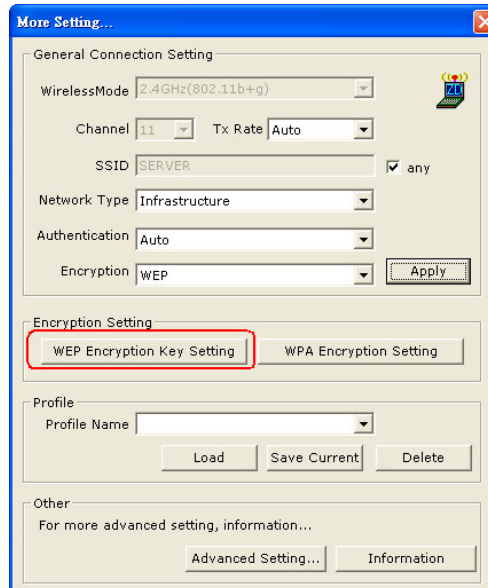 More Setting...
General Connection Setting
WirelessMode 2.4GHz(802.11b+g)
Channel 11 Tx Rate Auto
SSID SERVER any
Network Type Infrastructure
Authentication Auto
Encryption WEP Apply
Encryption Setting
WEP Encryption Key Setting WPA Encryption Setting
Profile
Profile Name
Load Save Current Delete
Other
For more advanced setting, information...
Advanced Setting... Information
ZD